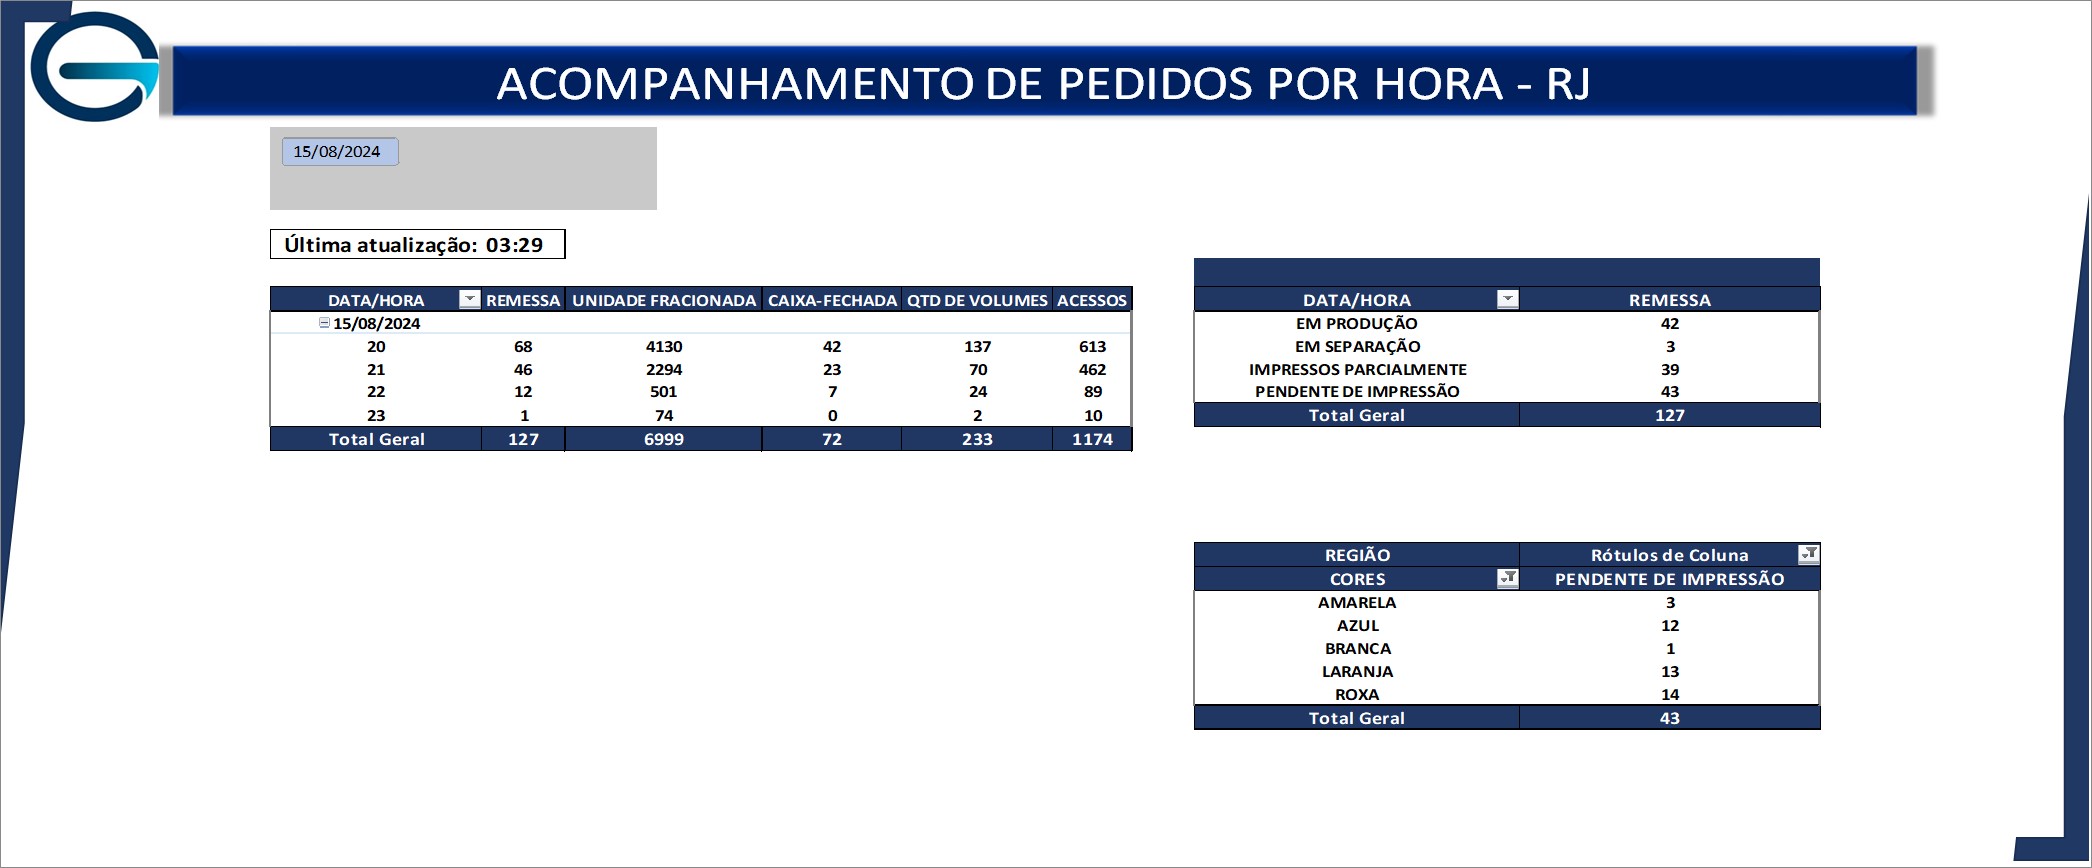 ACOMPANHAMENTO DE PEDIDOS POR HORA - RJ
15/08/2024
Última atualização: 03:29
DATA/HORA REMESSA UNIDADE FRACIONADA CAIXA-FECHADA QTD DE VOLUMES ACESSOS
15/08/2024
20 68 4130 42 137 613
21 46 2294 23 70 462
22 12 501 7 24 89
23 1 74 0 2 10
Total Geral 127 6999 72 233 1174
DATA/HORA REMESSA
EM PRODUÇÃO 42
EM SEPARAÇÃO 3
IMPRESSOS PARCIALMENTE 39
PENDENTE DE IMPRESSÃO 43
Total Geral 127
REGIÃO Rótulos de Coluna
CORES PENDENTE DE IMPRESSÃO
AMARELA 3
AZUL 12
BRANCA 1
LARANJA 13
ROXA 14
Total Geral 43